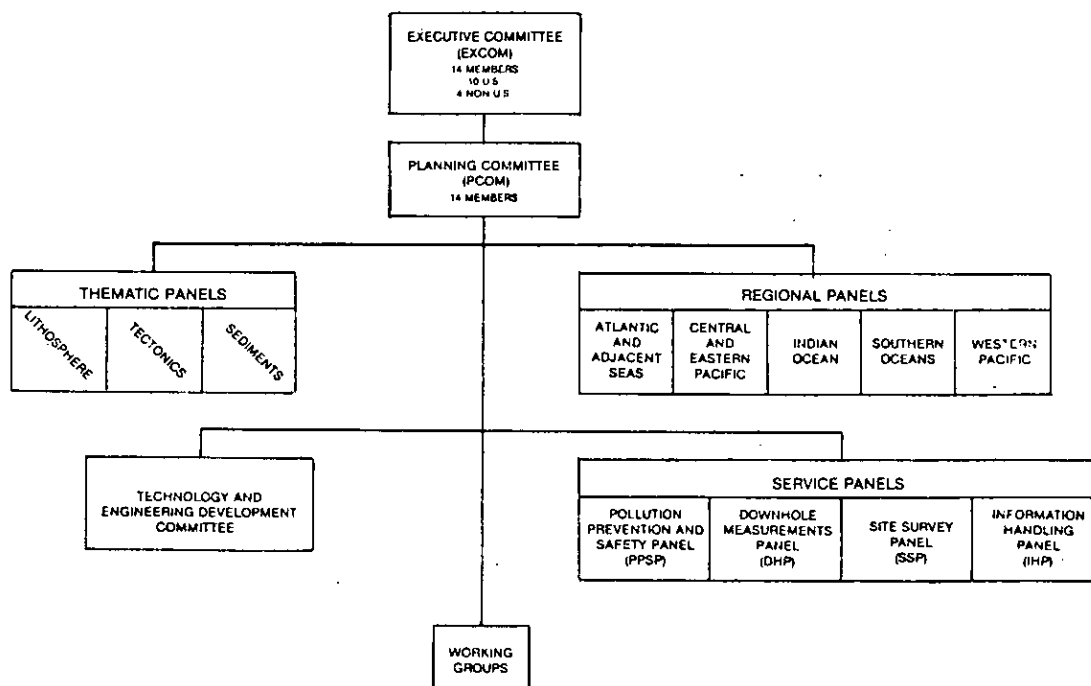 EXECUTIVE COMMITTEE
(EXCOM)
14 MEMBERS
10 U S
4 NON U S
PLANNING COMMITTEE
(PCOM)
14 MEMBERS
THEMATIC PANELS
LITHOSPHERE
TECTONICS
SEDIMENTS
REGIONAL PANELS
ATLANTIC
AND
ADJACENT
SEAS
CENTRAL
AND
EASTERN
PACIFIC
INDIAN
OCEAN
SOUTHERN
OCEANS
WESTERN
PACIFIC
TECHNOLOGY AND
ENGINEERING DEVELOPMENT
COMMITTEE
SERVICE PANELS
POLLUTION
PREVENTION AND
SAFETY PANEL
(PPSP)
DOWNHOLE
MEASUREMENTS
PANEL
(DHP)
SITE SURVEY
PANEL
(SSP)
INFORMATION
HANDLING
PANEL
(IHP)
WORKING
GROUPS